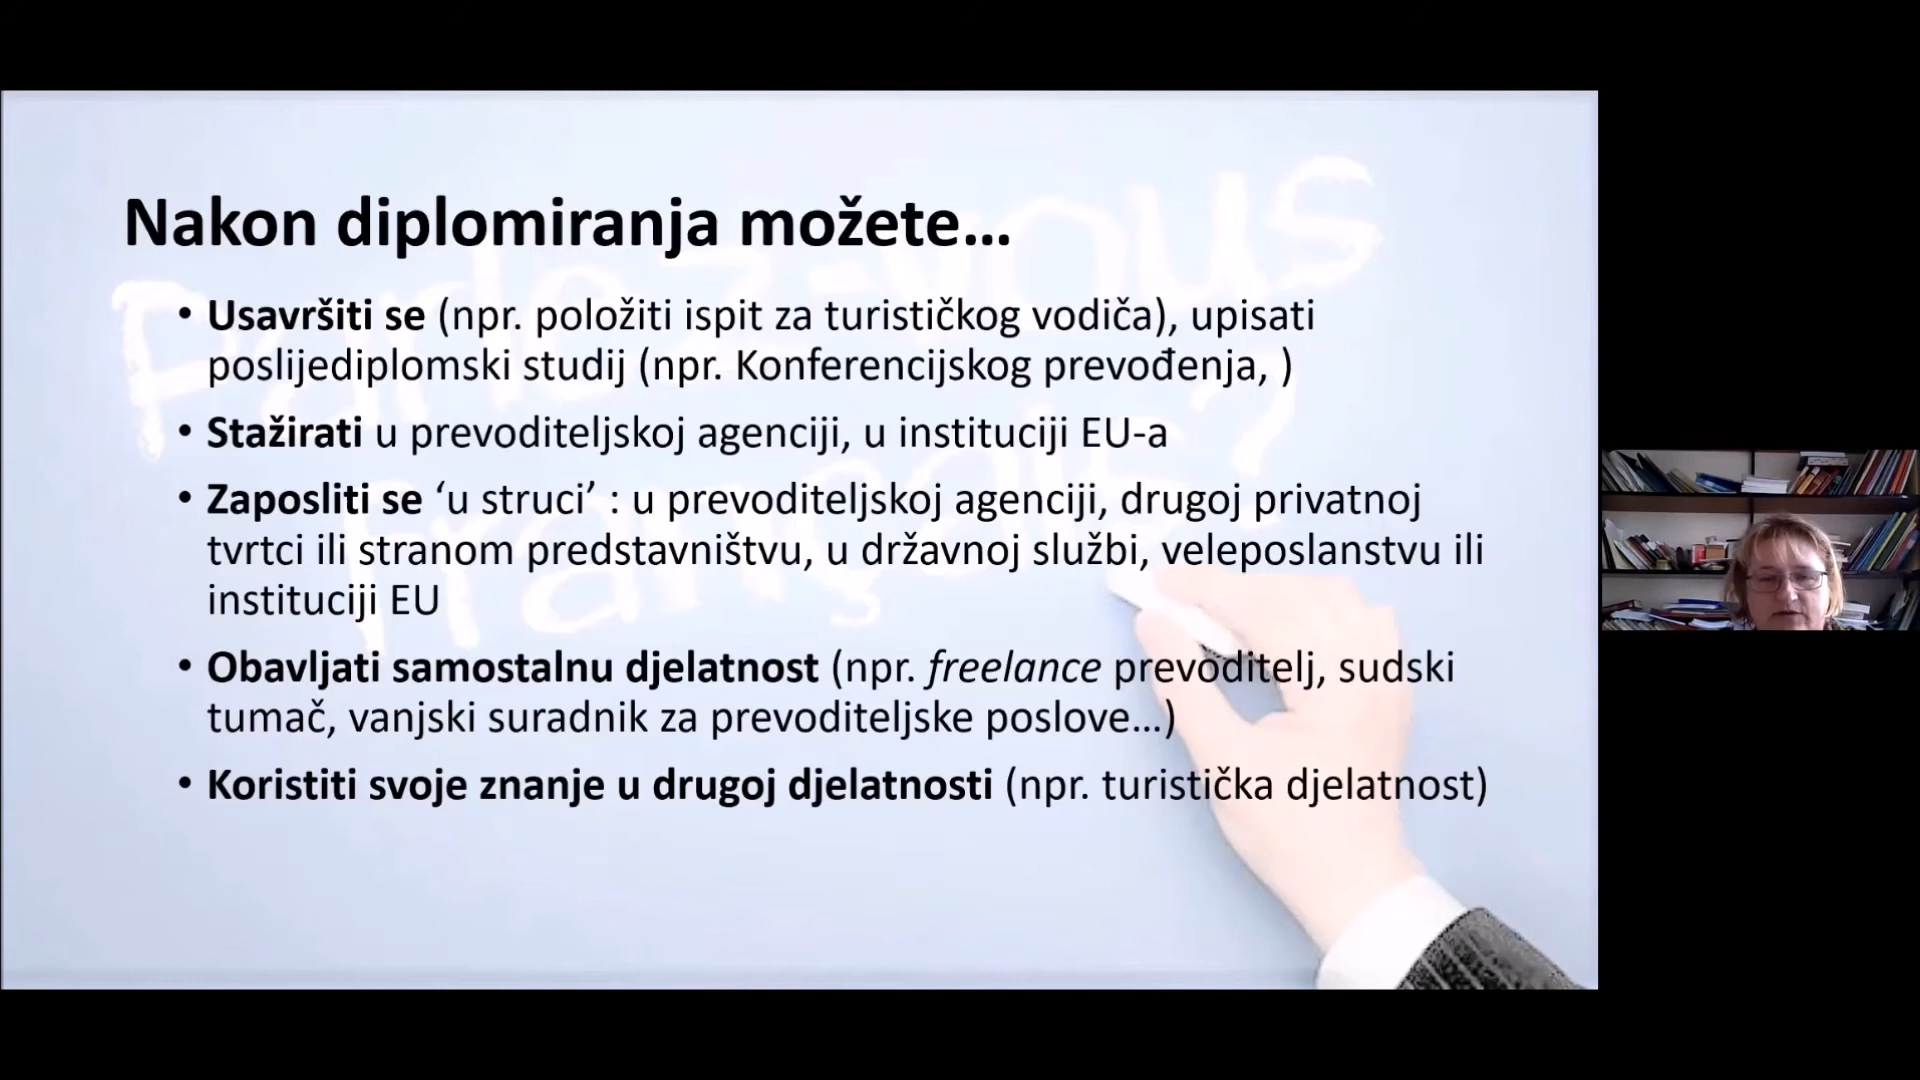 Nakon diplomiranja možete...
• Usavršiti se (npr. položiti ispit za turističkog vodiča), upisati
poslijediplomski studij (npr. Konferencijskog prevođenja, )
• Stažirati u prevoditeljskoj agenciji, u instituciji EU-a
• Zaposliti se ‘u struci’ : u prevoditeljskoj agenciji, drugoj privatnoj
tvrtci ili stranom predstavništvu, u državnoj službi, veleposlanstvu ili
instituciji EU
• Obavljati samostalnu djelatnost (npr. freelance prevoditelj, sudski
tumač, vanjski suradnik za prevoditeljske poslove...)
• Koristiti svoje znanje u drugoj djelatnosti (npr. turistička djelatnost)
Parlez-vous
français?